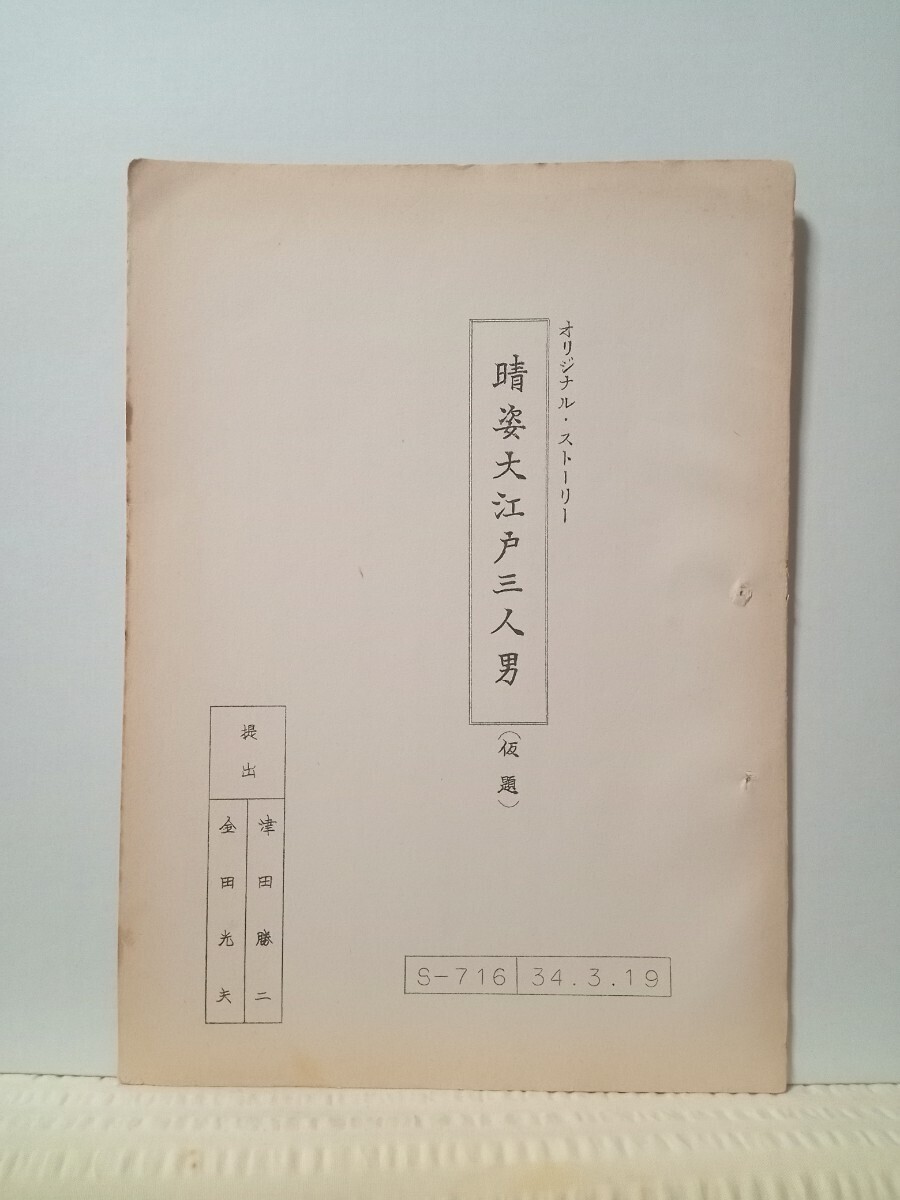 オリジナル・ストーリー
晴姿大江戸三人男
（仮題）
提出
津田勝二
金田光夫
S-716 34.3.19